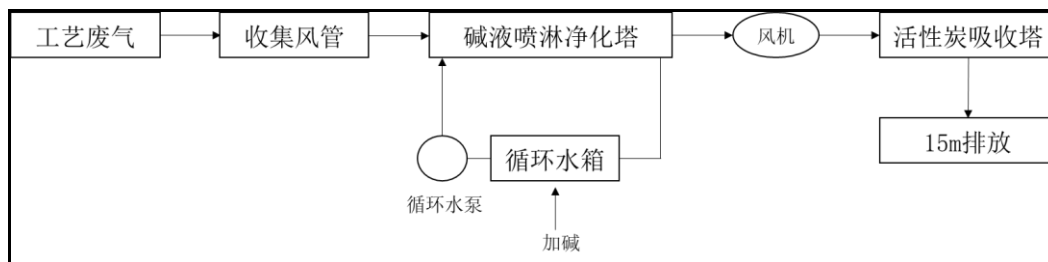 工艺废气
收集风管
碱液喷淋净化塔
风机
活性炭吸收塔
15m排放
循环水箱
循环水泵
加碱